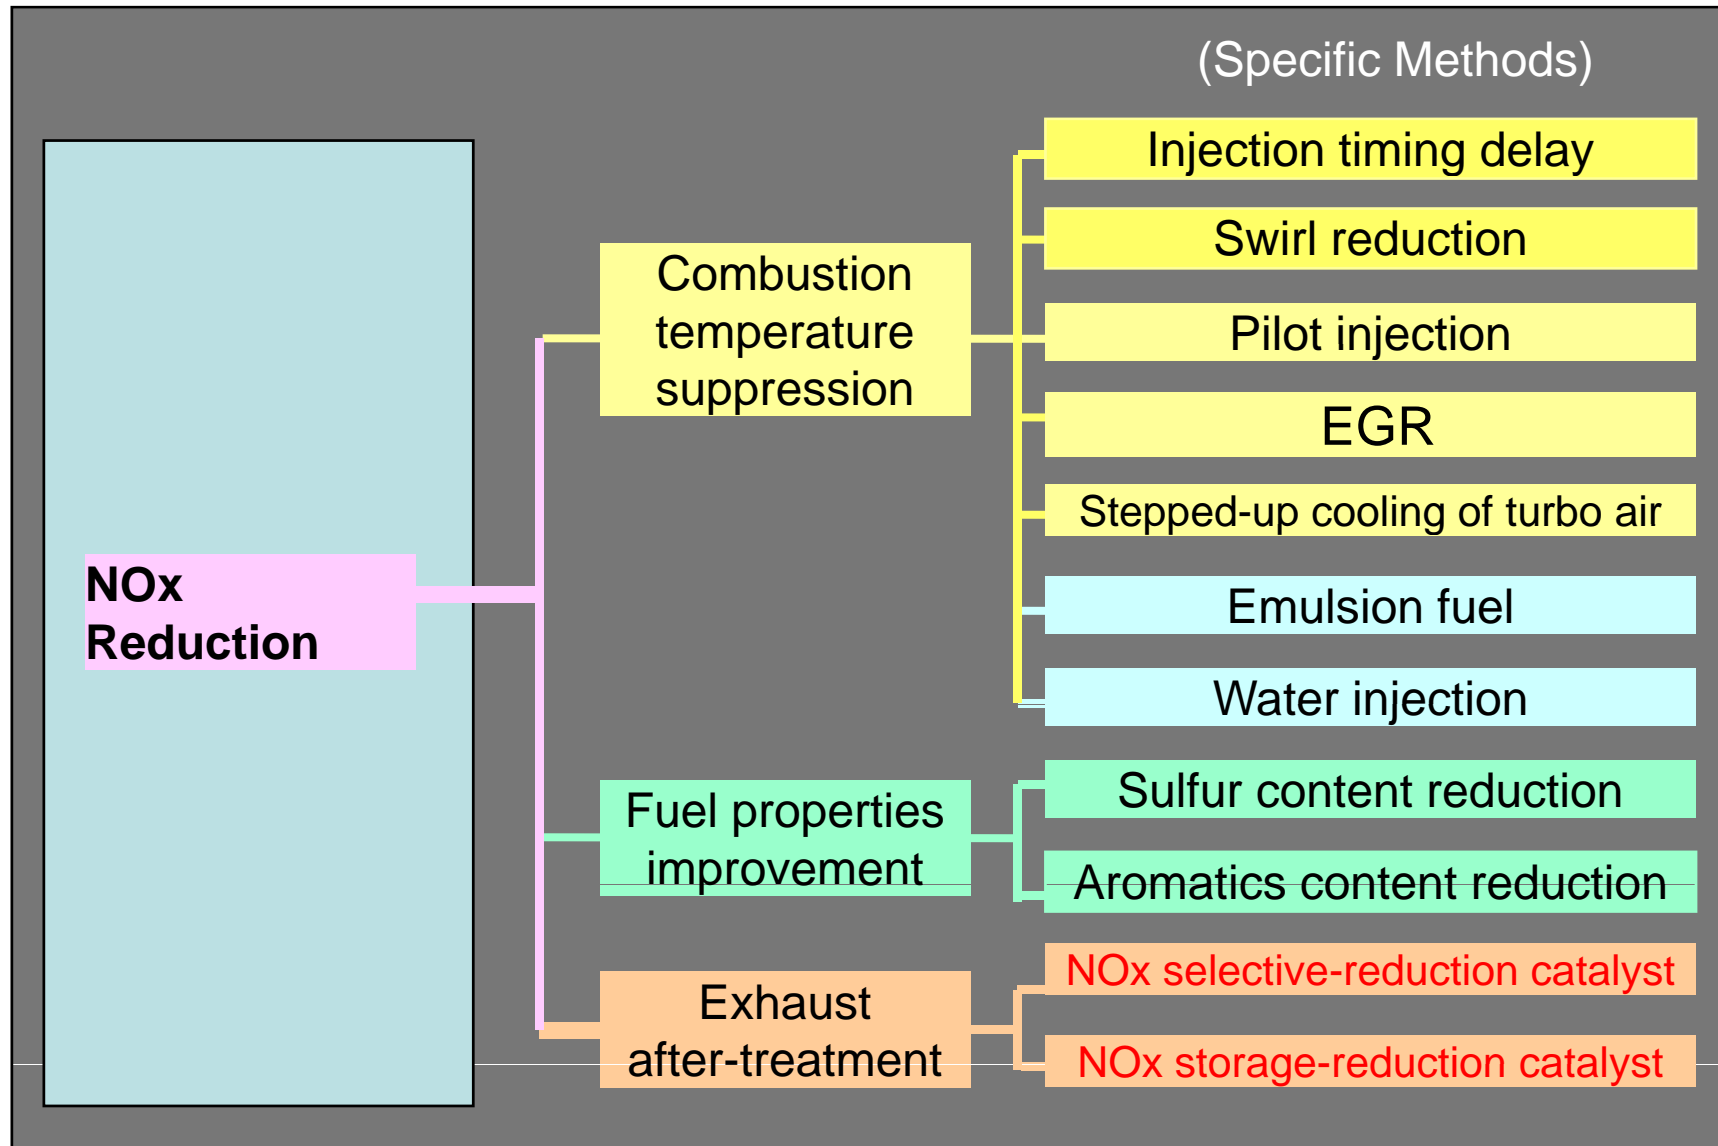 (Specific Methods)
NOx
Reduction
Combustion
temperature
suppression
Injection timing delay
Swirl reduction
Pilot injection
EGR
Stepped-up cooling of turbo air
Emulsion fuel
Water injection
Fuel properties
improvement
Sulfur content reduction
Aromatics content reduction
Exhaust
after-treatment
NOx selective-reduction catalyst
NOx storage-reduction catalyst